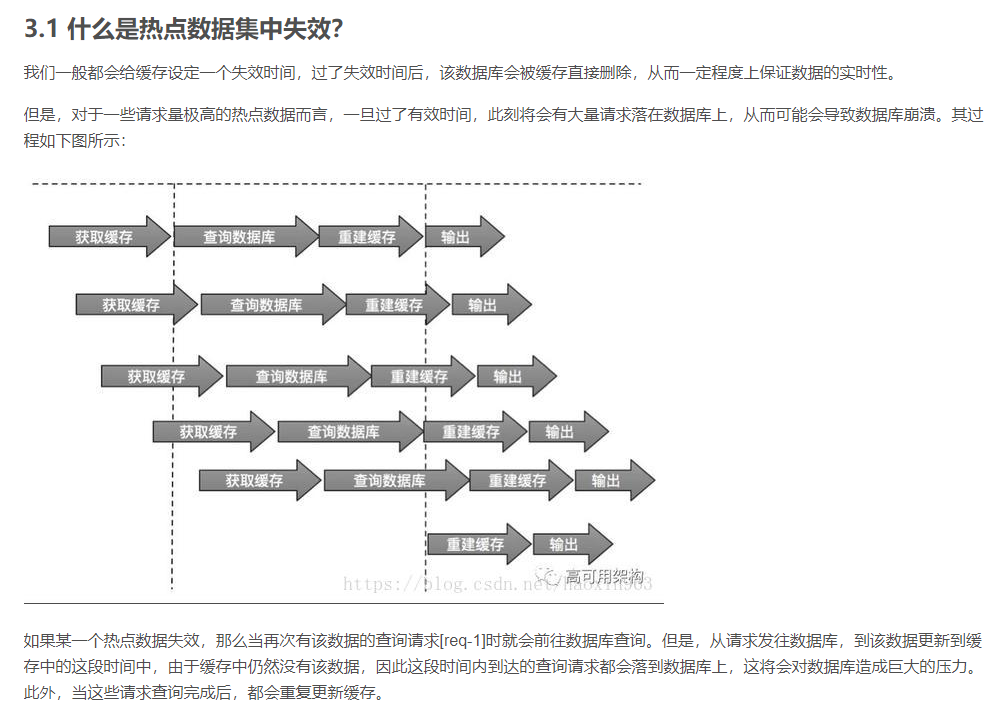 3.1 什么是热点数据集中失效？
我们一般都会给缓存设定一个失效时间，过了失效时间后，该数据库会被缓存直接删除，从而一定程度上保证数据的实时性。
但是，对于一些请求量极高的热点数据而言，一旦过了有效时间，此刻将会有大量请求落在数据库上，从而可能会导致数据库崩溃。其过
程如下图所示：
获取缓存 查询数据库 重建缓存 输出
获取缓存 查询数据库 重建缓存 输出
获取缓存 查询数据库 重建缓存 输出
获取缓存 查询数据库 重建缓存 输出
获取缓存 查询数据库 重建缓存 输出
重建缓存 输出
高可用架构
https://blog.csdn.net/haoxin963
如果某一个热点数据失效，那么当再次有该数据的查询请求[req-1]时就会前往数据库查询。但是，从请求发往数据库，到该数据更新到缓
存中的这段时间中，由于缓存中仍然没有该数据，因此这段时间内到达的查询请求都会落到数据库上，这将会对数据库造成巨大的压力。
此外，当这些请求查询完成后，都会重复更新缓存。